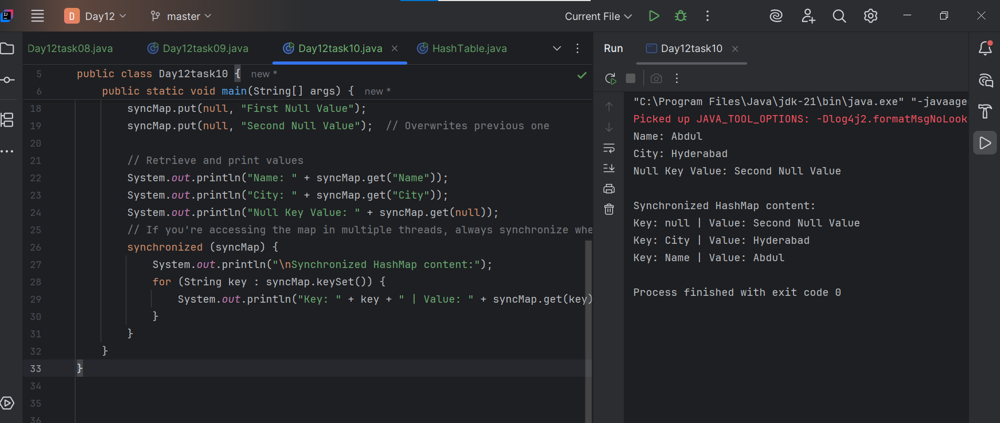 D Day12 master Current File
Day12task08.java Day12task09.java Day12task10.java HashTable.java
5 public class Day12task10 { new *
6 public static void main(String[] args) { new *
18 syncMap.put(null, "First Null Value");
19 syncMap.put(null, "Second Null Value");  // Overwrites previous one
20
21 // Retrieve and print values
22 System.out.println("Name: " + syncMap.get("Name"));
23 System.out.println("City: " + syncMap.get("City"));
24 System.out.println("Null Key Value: " + syncMap.get(null));
25 // If you're accessing the map in multiple threads, always synchronize whe
26 synchronized (syncMap) {
27 System.out.println("\nSynchronized HashMap content:");
28 for (String key : syncMap.keySet()) {
29 System.out.println("Key: " + key + " | Value: " + syncMap.get(key)
30 }
31 }
32 }
33 }
34
35
36
Run Day12task10
"C:\Program Files\Java\jdk-21\bin\java.exe" "-javaage
Picked up JAVA_TOOL_OPTIONS: -Dlog4j2.formatMsgNoLook
Name: Abdul
City: Hyderabad
Null Key Value: Second Null Value
Synchronized HashMap content:
Key: null | Value: Second Null Value
Key: City | Value: Hyderabad
Key: Name | Value: Abdul
Process finished with exit code 0